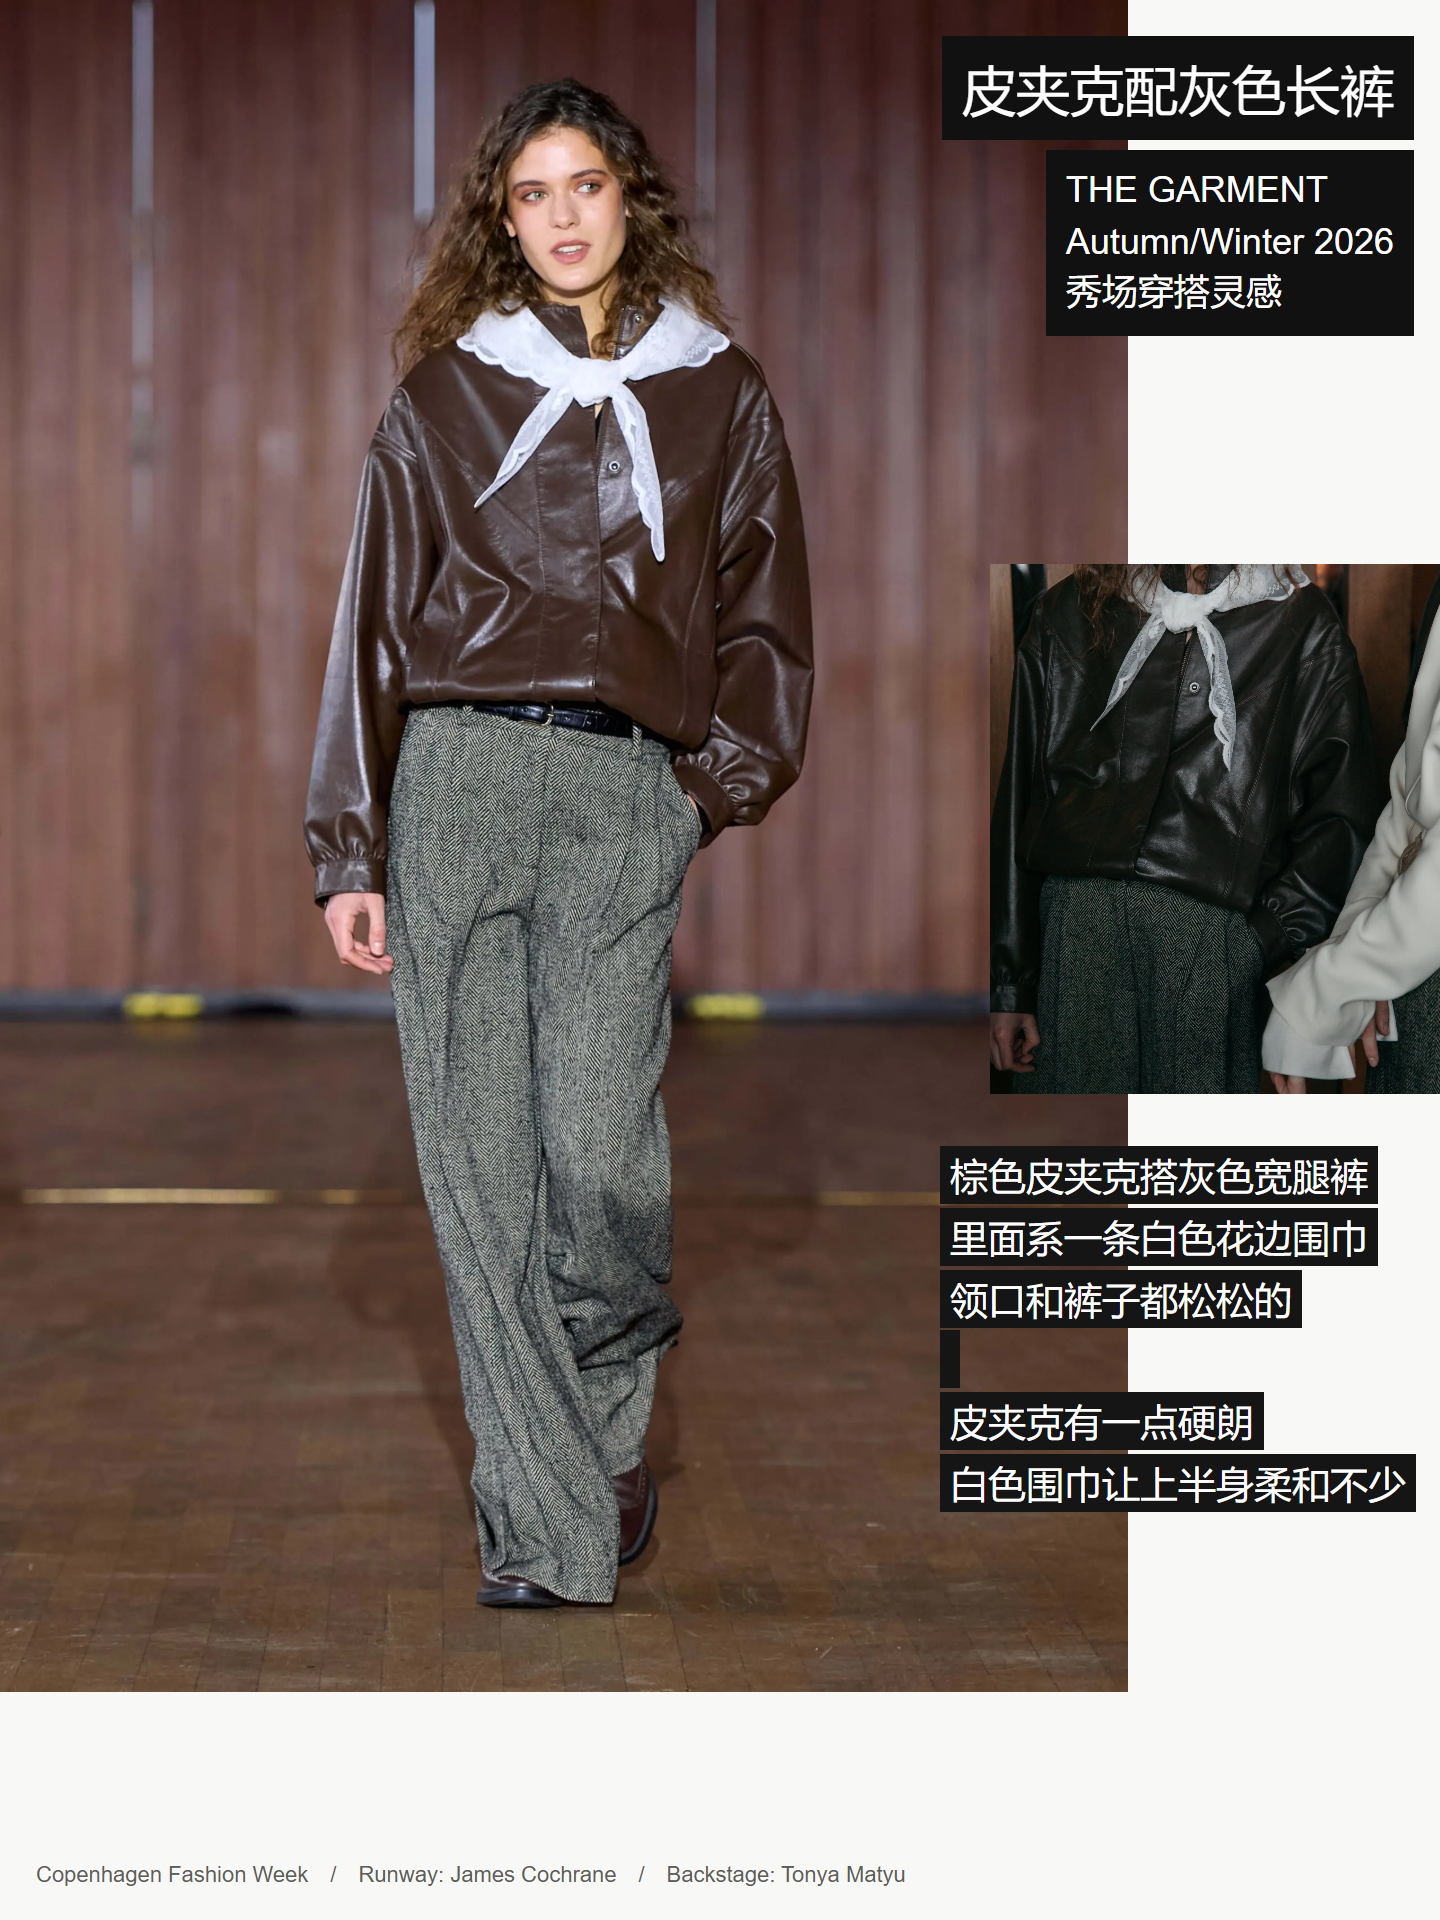 皮夹克配灰色长裤
THE GARMENT
Autumn/Winter 2026
秀场穿搭灵感
棕色皮夹克搭灰色宽腿裤
里面系一条白色花边围巾
领口和裤子都松松的
皮夹克有一点硬朗
白色围巾让上半身柔和不少
Copenhagen Fashion Week / Runway: James Cochrane / Backstage: Tonya Matyu